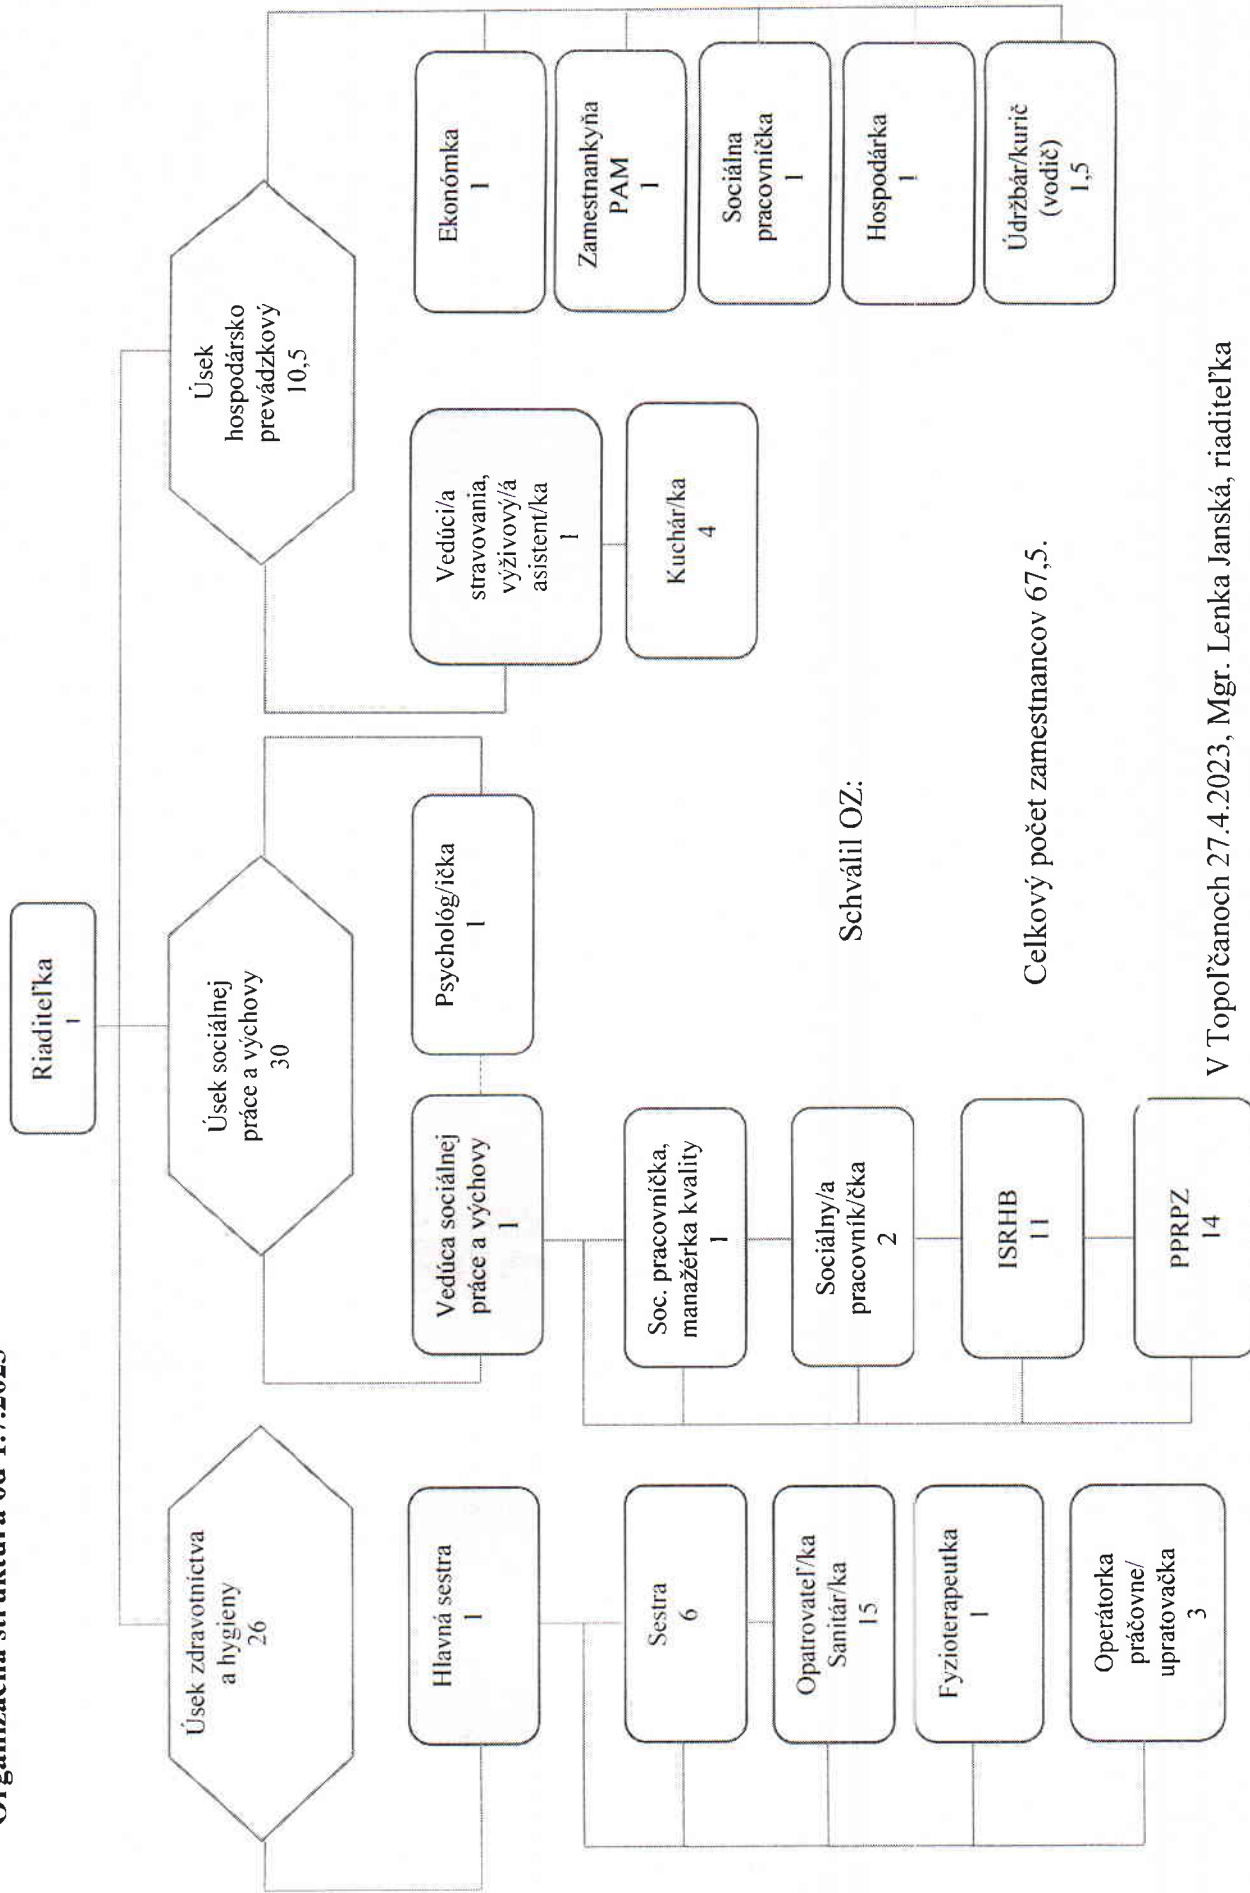 Organizačná štruktúra od 1.7.2023
Riaditeľka
1
Úsek zdravotníctva
a hygieny
26
Úsek sociálnej
práce a výchovy
30
Úsek
hospodársko
prevádzkový
10,5
Hlavná sestra
1
Sestra
6
Opatrovateľ/ka
Sanitár/ka
15
Fyzioterapeutka
1
Operátorka
práčovne/
upratovačka
3
Vedúca sociálnej
práce a výchovy
1
Psychológ/ička
1
Soc. pracovníčka,
manažérka kvality
1
Sociálny/a
pracovník/čka
2
ISRHB
11
PPRPZ
14
Vedúci/a
stravovania,
výživový/á
asistent/ka
1
Kuchár/ka
4
Ekonómka
1
Zamestnankyňa
PAM
1
Sociálna
pracovníčka
1
Hospodárka
1
Údržbár/kurič
(vodič)
1,5
Schválil OZ:
Celkový počet zamestnancov 67,5.
V Topoľčanoch 27.4.2023, Mgr. Lenka Janská, riaditeľka